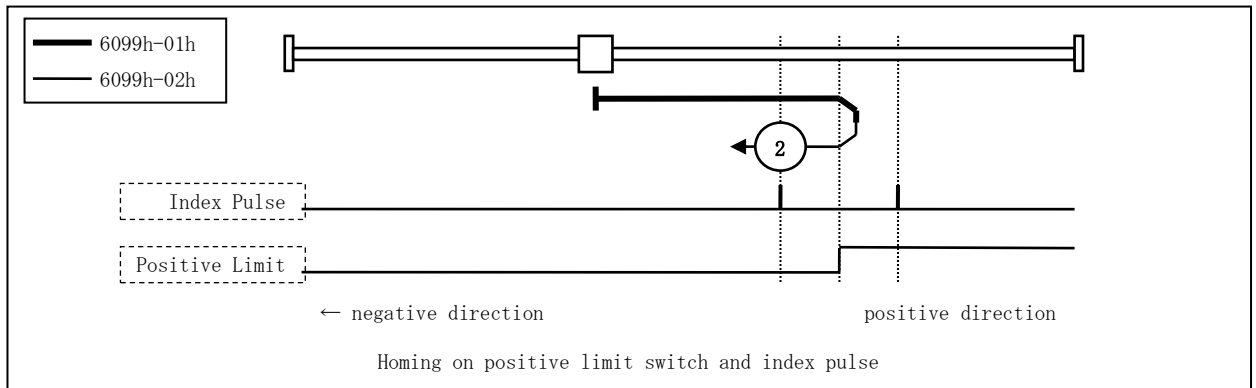 6099h-01h
6099h-02h
2
Index Pulse
Positive Limit
← negative direction
positive direction
Homing on positive limit switch and index pulse